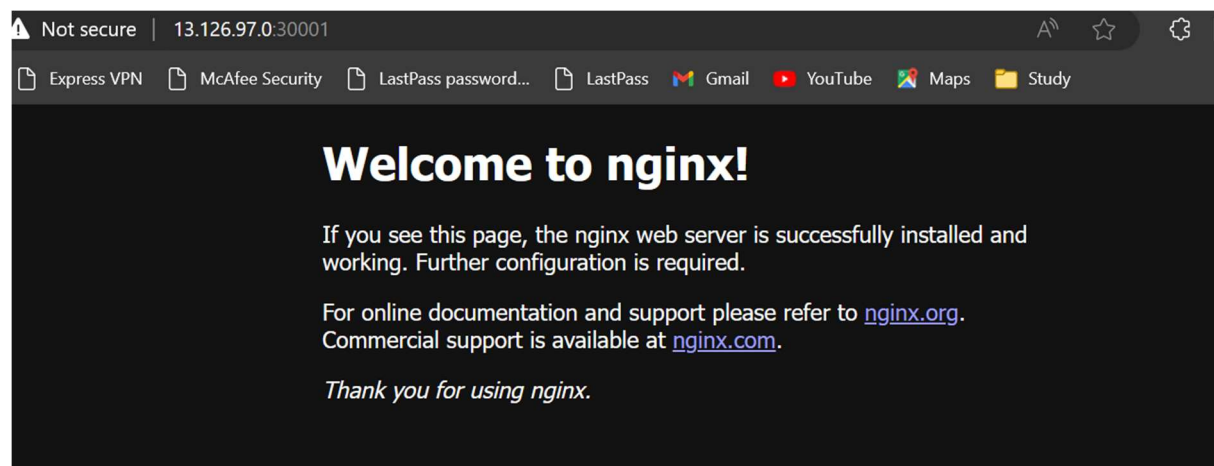 Not secure | 13.126.97.0:30001
Express VPN McAfee Security LastPass password... LastPass Gmail YouTube Maps Study
Welcome to nginx!
If you see this page, the nginx web server is successfully installed and
working. Further configuration is required.
For online documentation and support please refer to nginx.org.
Commercial support is available at nginx.com.
Thank you for using nginx.